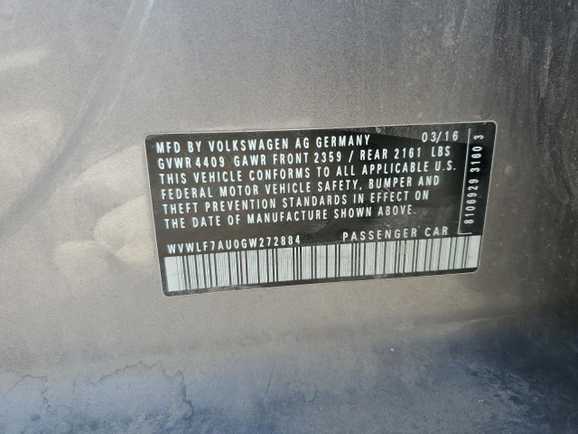 MFD BY VOLKSWAGEN AG GERMANY 03/16
GVWR 4409 GAWR FRONT 2359 / REAR 2161 LBS
THIS VEHICLE CONFORMS TO ALL APPLICABLE U.S.
FEDERAL MOTOR VEHICLE SAFETY, BUMPER AND
THEFT PREVENTION STANDARDS IN EFFECT ON
THE DATE OF MANUFACTURE SHOWN ABOVE.
WVWLF7AU0GW272884 PASSENGER CAR
8106929 3160 3